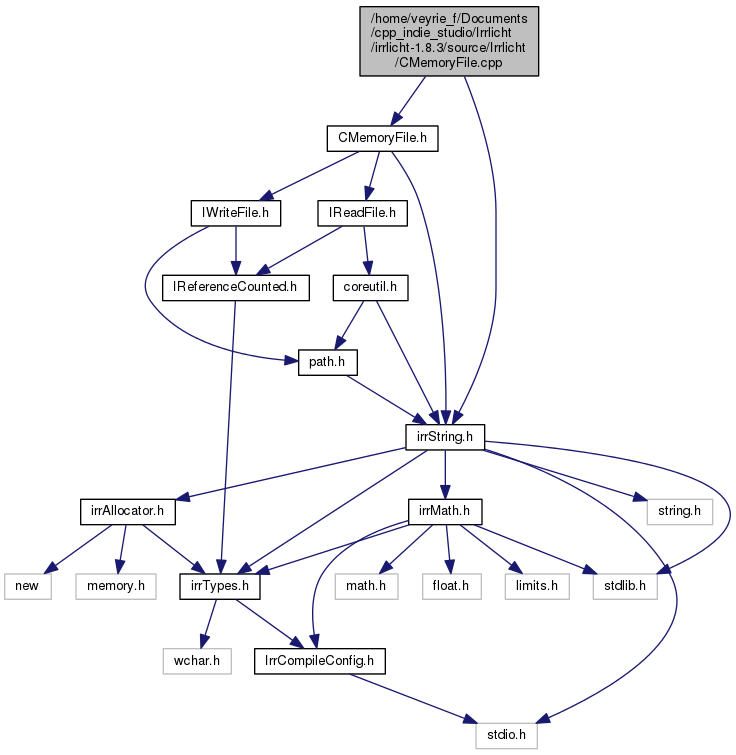 /home/veyrie_f/Documents
/cpp_indie_studio/Irrlicht
/irrlicht-1.8.3/source/Irrlicht
/CMemoryFile.cpp
CMemoryFile.h
IWriteFile.h
IReadFile.h
IReferenceCounted.h
coreutil.h
path.h
irrString.h
irrAllocator.h
irrMath.h
string.h
new
memory.h
irrTypes.h
math.h
float.h
limits.h
stdlib.h
wchar.h
IrrCompileConfig.h
stdio.h